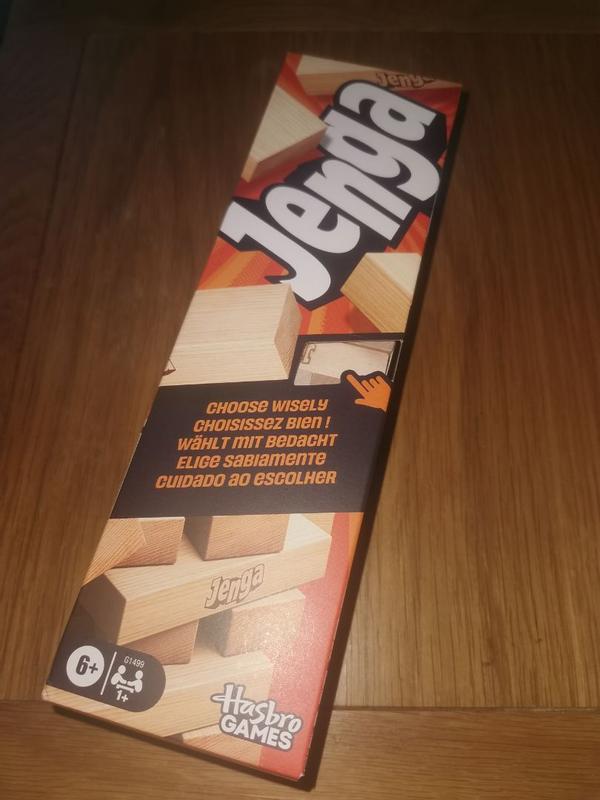 Jenga
Jenga
CHOOSE WISELY
CHOISISSEZ BIEN !
WÄHLT MIT BEDACHT
ELIGE SABIAMENTE
CUIDADO AO ESCOLHER
Jenga
6+
G1499
1+
Hasbro
GAMES